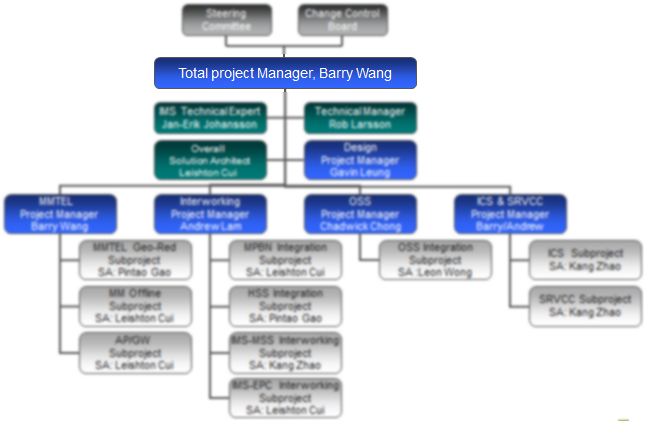 Steering
Committee
Change Control
Board
Total project Manager, Barry Wang
IMS Technical Expert
Jan-Erik Johansson
Technical Manager
Rob Larsson
Overall
Solution Architect
Leishton Cui
Design
Project Manager
Gavin Leung
MMTEL
Project Manager
Barry Wang
Interworking
Project Manager
Andrew Lam
OSS
Project Manager
Chadwick Chong
ICS & SRVCC
Project Manager
Barry/Andrew
MMTEL Geo-Red
Subproject
SA: Pintao Gao
MPBN Integration
Subproject
SA: Leishton Cui
OSS Integration
Subproject
SA :Leon Wong
ICS Subproject
SA: Kang Zhao
MM Offline
Subproject
SA: Leishton Cui
HSS Integration
Subproject
SA: Pintao Gao
SRVCC Subproject
SA: Kang Zhao
AP/GW
Subproject
SA: Leishton Cui
IMS-MSS Interworking
Subproject
SA: Kang Zhao
IMS-EPC Interworking
Subproject
SA: Leishton Cui